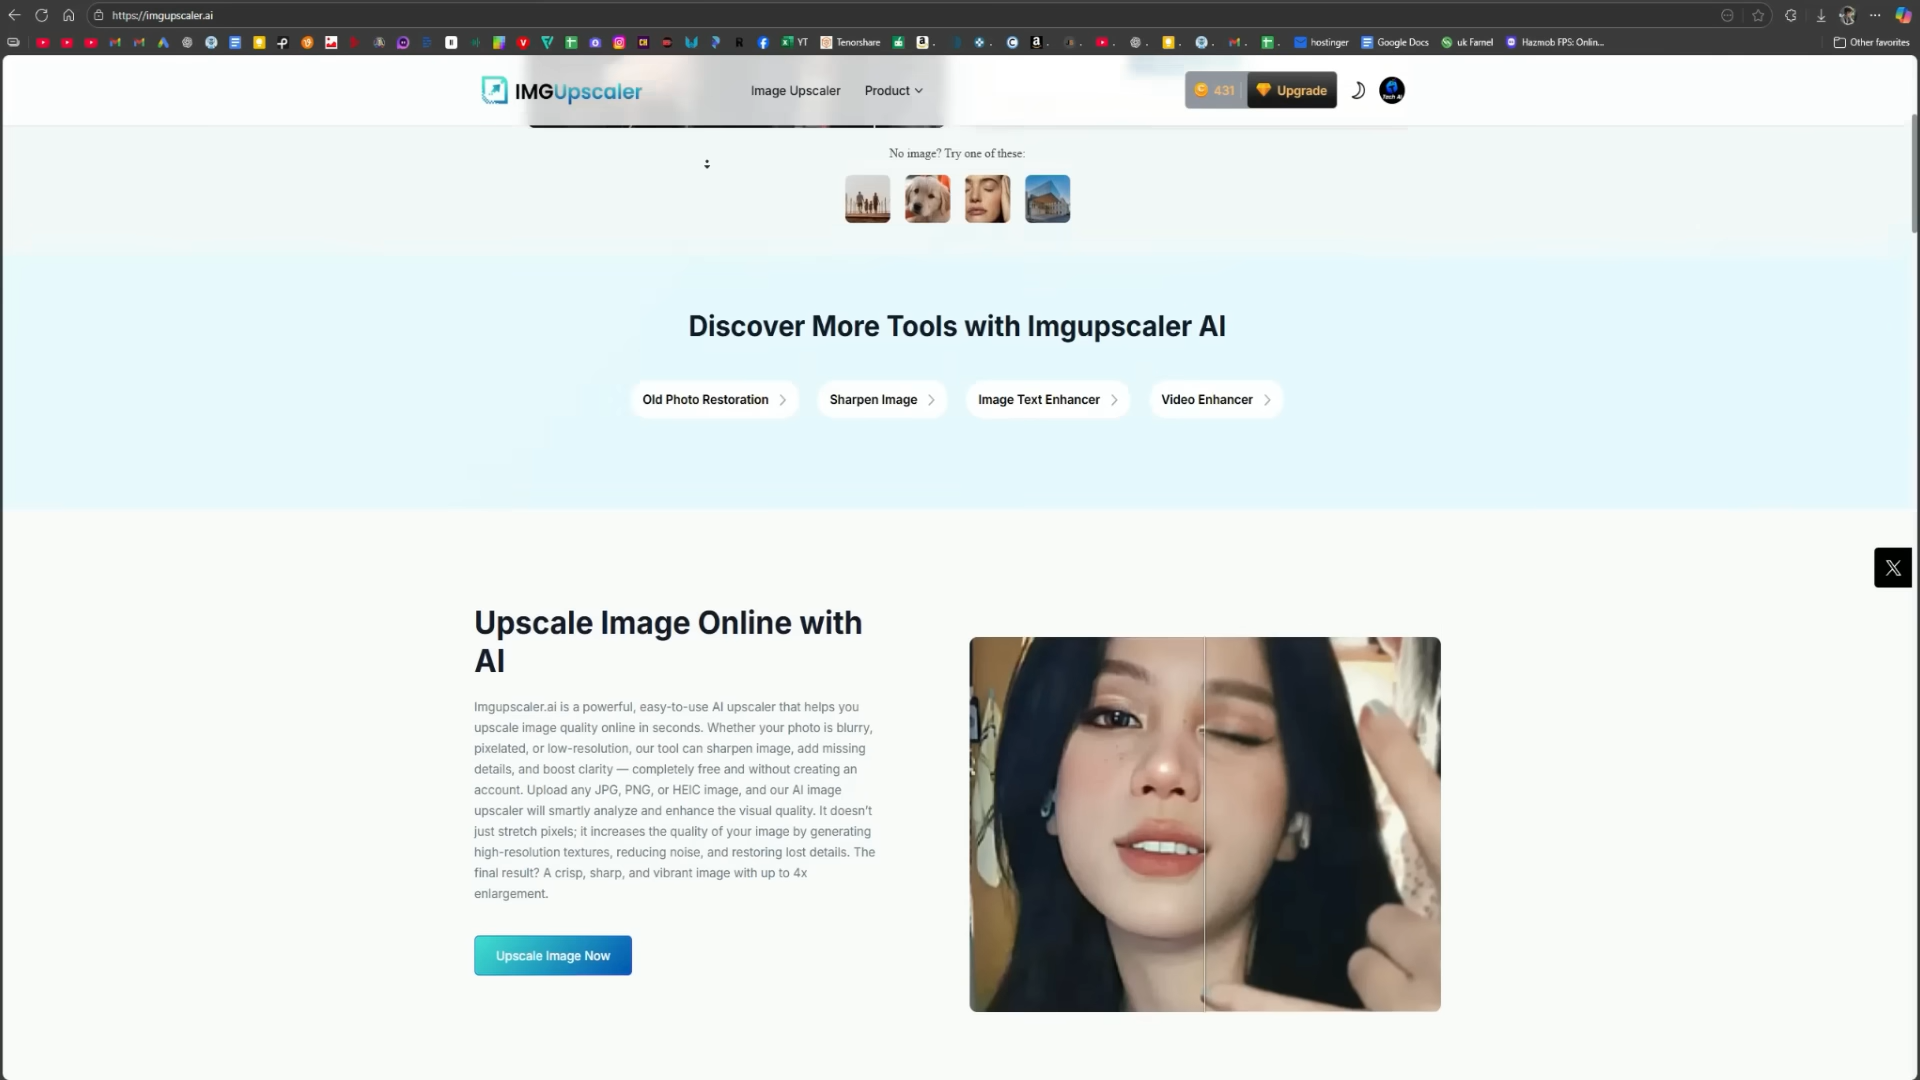 https://imgupscaler.ai
YT
Tenorshare
hostinger
Google Docs
uk Famel
Hazmob FPS: Onlin...
Other favorites
IMGUpscaler
Image Upscaler
Product
431
Upgrade
No image? Try one of these:
Discover More Tools with Imgupscaler AI
Old Photo Restoration
Sharpen Image
Image Text Enhancer
Video Enhancer
Upscale Image Online with
AI
Imgupscaler.ai is a powerful, easy-to-use AI upscaler that helps you
upscale image quality online in seconds. Whether your photo is blurry,
pixelated, or low-resolution, our tool can sharpen image, add missing
details, and boost clarity — completely free and without creating an
account. Upload any JPG, PNG, or HEIC image, and our AI image
upscaler will smartly analyze and enhance the visual quality. It doesn't
just stretch pixels; it increases the quality of your image by generating
high-resolution textures, reducing noise, and restoring lost details. The
final result? A crisp, sharp, and vibrant image with up to 4x
enlargement.
Upscale Image Now